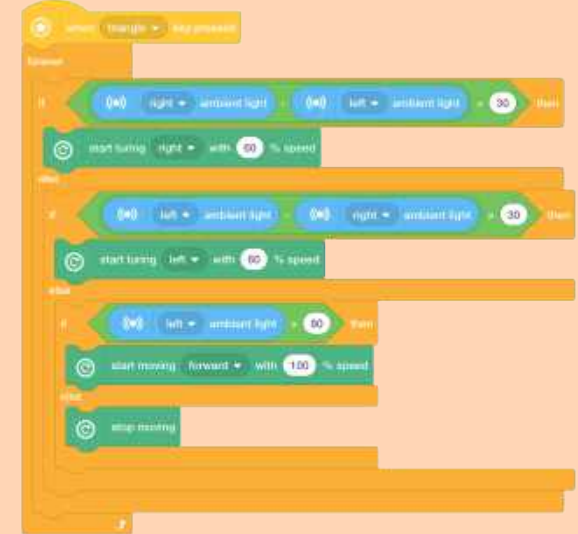 when triangle key pressed
forever
if right ambient light - left ambient light > 30 then
start turing right with 60 % speed
else
if left ambient light - right ambient light > 30 then
start turing left with 60 % speed
else
if left ambient light > 80 then
start moving forward with 100 % speed
else
stop moving